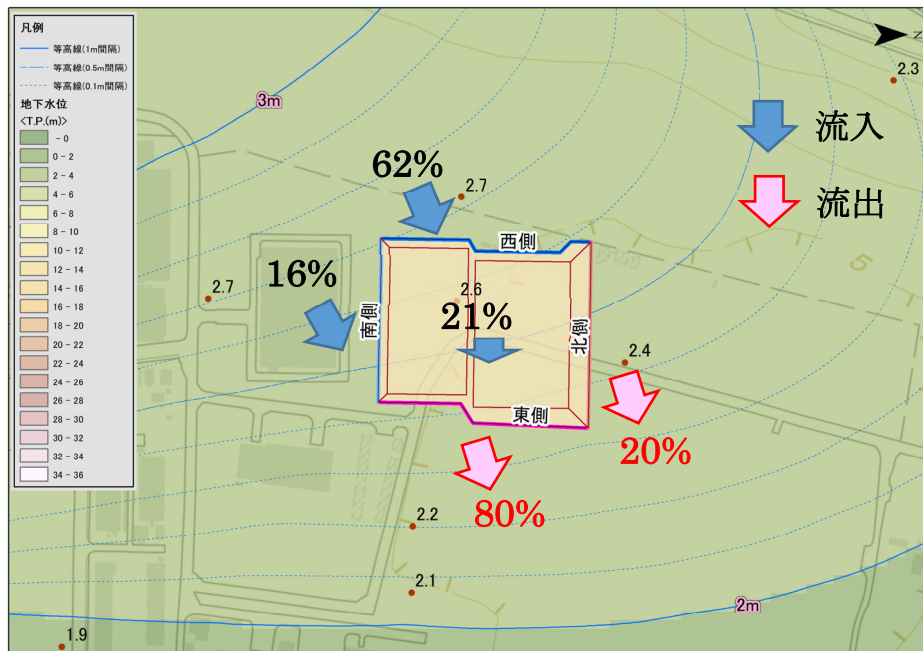 凡例
等高線(1m間隔)
等高線(0.5m間隔)
等高線(0.1m間隔)
地下水位
<T.P.(m)>
- 0
0 - 2
2 - 4
4 - 6
6 - 8
8 - 10
10 - 12
12 - 14
14 - 16
16 - 18
18 - 20
20 - 22
22 - 24
24 - 26
26 - 28
28 - 30
30 - 32
32 - 34
34 - 36
N
2.3
3m
流入
62%
2.7
流出
西側
5
16%
2.7
2.6
南側
21%
北側
2.4
東側
20%
80%
2.2
2.1
2m
1.9